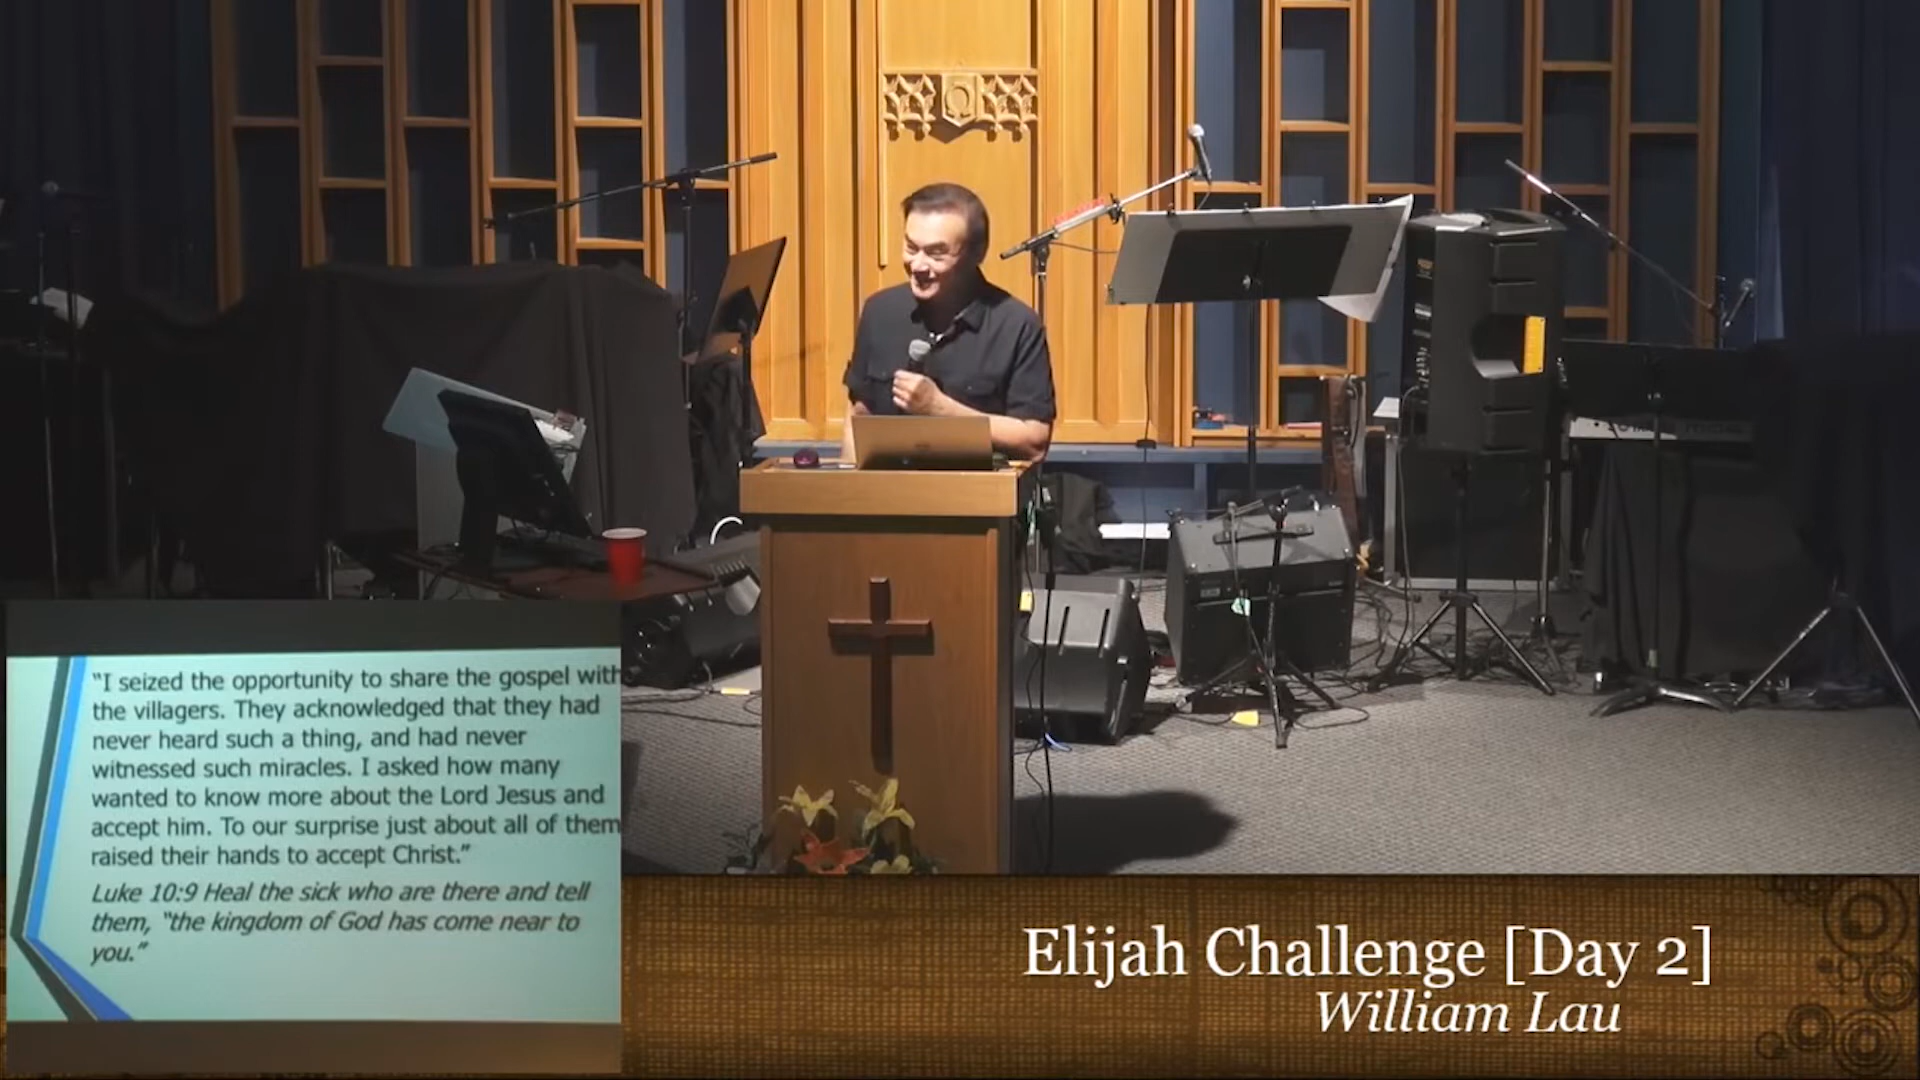 “I seized the opportunity to share the gospel with
the villagers. They acknowledged that they had
never heard such a thing, and had never
witnessed such miracles. I asked how many
wanted to know more about the Lord Jesus and
accept him. To our surprise just about all of them
raised their hands to accept Christ.”
Luke 10:9 Heal the sick who are there and tell
them, “the kingdom of God has come near to
you.”
Elijah Challenge [Day 2]
William Lau